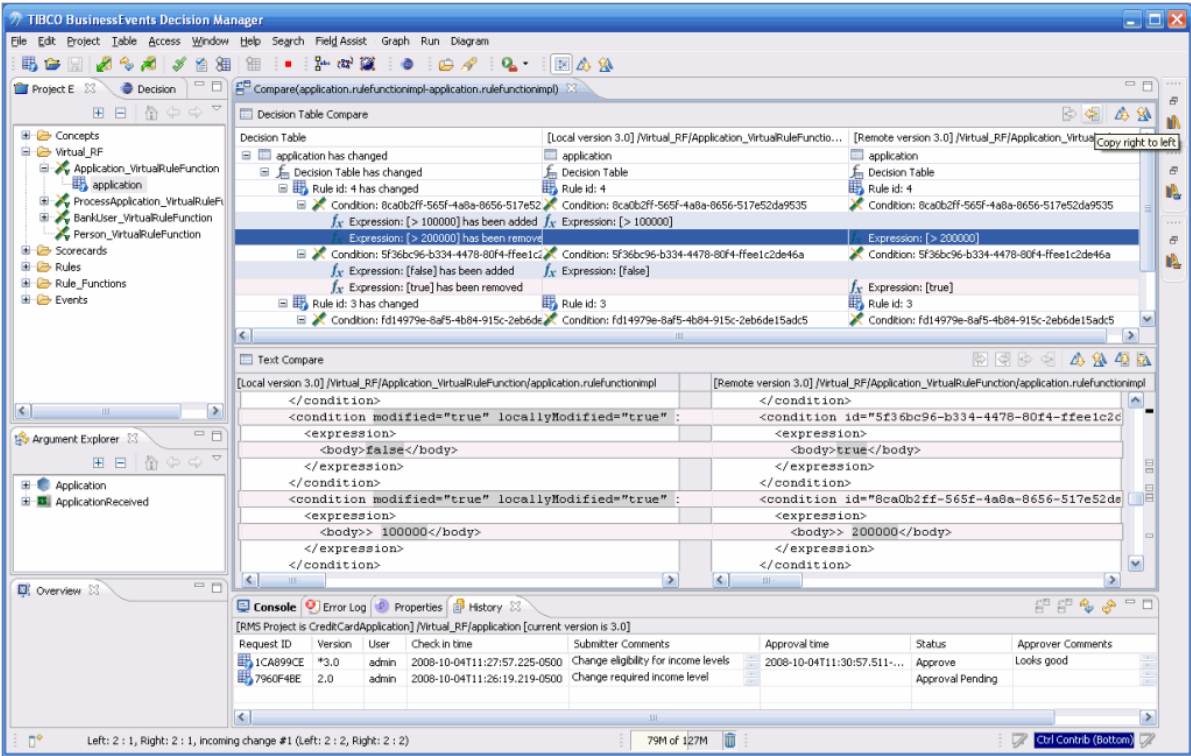 TIBCO BusinessEvents Decision Manager
File Edit Project Table Access Window Help Search Field Assist Graph Run Diagram
Project E Decision
Compare(application.rulefunctionimpl-application.rulefunctionimpl)
Decision Table Compare
Copy right to left
Concepts
Virtual_RF
Application_VirtualRuleFunction
application
ProcessApplication_VirtualRuleFu
BankUser_VirtualRuleFunction
Person_VirtualRuleFunction
Scorecards
Rules
Rule_Functions
Events
Decision Table [Local version 3.0] /Virtual_RF/Application_VirtualRuleFunctio... [Remote version 3.0] /Virtual_RF/Application_Virtua
application has changed application application
Decision Table has changed Decision Table Decision Table
Rule id: 4 has changed Rule id: 4 Rule id: 4
Condition: 8ca0b2ff-565f-4a8a-8656-517e52 Condition: 8ca0b2ff-565f-4a8a-8656-517e52da9535 Condition: 8ca0b2ff-565f-4a8a-8656-517e52da9535
Expression: [> 100000] has been added Expression: [> 100000]
Expression: [> 200000] has been remove Expression: [> 200000]
Condition: 5f36bc96-b334-4478-80f4-ffee1c2 Condition: 5f36bc96-b334-4478-80f4-ffee1c2de46a Condition: 5f36bc96-b334-4478-80f4-ffee1c2de46a
Expression: [false] has been added Expression: [false]
Expression: [true] has been removed Expression: [true]
Rule id: 3 has changed Rule id: 3 Rule id: 3
Condition: fd14979e-8af5-4b84-915c-2eb6de Condition: fd14979e-8af5-4b84-915c-2eb6de15adc5 Condition: fd14979e-8af5-4b84-915c-2eb6de15adc5
Text Compare
[Local version 3.0] /Virtual_RF/Application_VirtualRuleFunction/application.rulefunctionimpl [Remote version 3.0] /Virtual_RF/Application_VirtualRuleFunction/application.rulefunctionimpl
</condition> </condition>
<condition modified="true" locallyModified="true" : <condition id="5f36bc96-b334-4478-80f4-ffee1c2d
<expression> <expression>
<body>false</body> <body>true</body>
</expression> </expression>
</condition> </condition>
<condition modified="true" locallyModified="true" : <condition id="8ca0b2ff-565f-4a8a-8656-517e52de
<expression> <expression>
<body>> 100000</body> <body>> 200000</body>
</expression> </expression>
</condition> </condition>
Argument Explorer
Application
ApplicationReceived
Overview
Console Error Log Properties History
[RMS Project is CreditCardApplication] /Virtual_RF/application [current version is 3.0]
Request ID Version User Check in time Submitter Comments Approval time Status Approver Comments
1CA899CE *3.0 admin 2008-10-04T11:27:57.225-0500 Change eligibility for income levels 2008-10-04T11:30:57.511-... Approve Looks good
7960F4BE 2.0 admin 2008-10-04T11:26:19.219-0500 Change required income level Approval Pending
Left: 2 : 1, Right: 2 : 1, incoming change #1 (Left: 2 : 2, Right: 2 : 2) 79M of 127M Ctrl Contrib (Bottom)